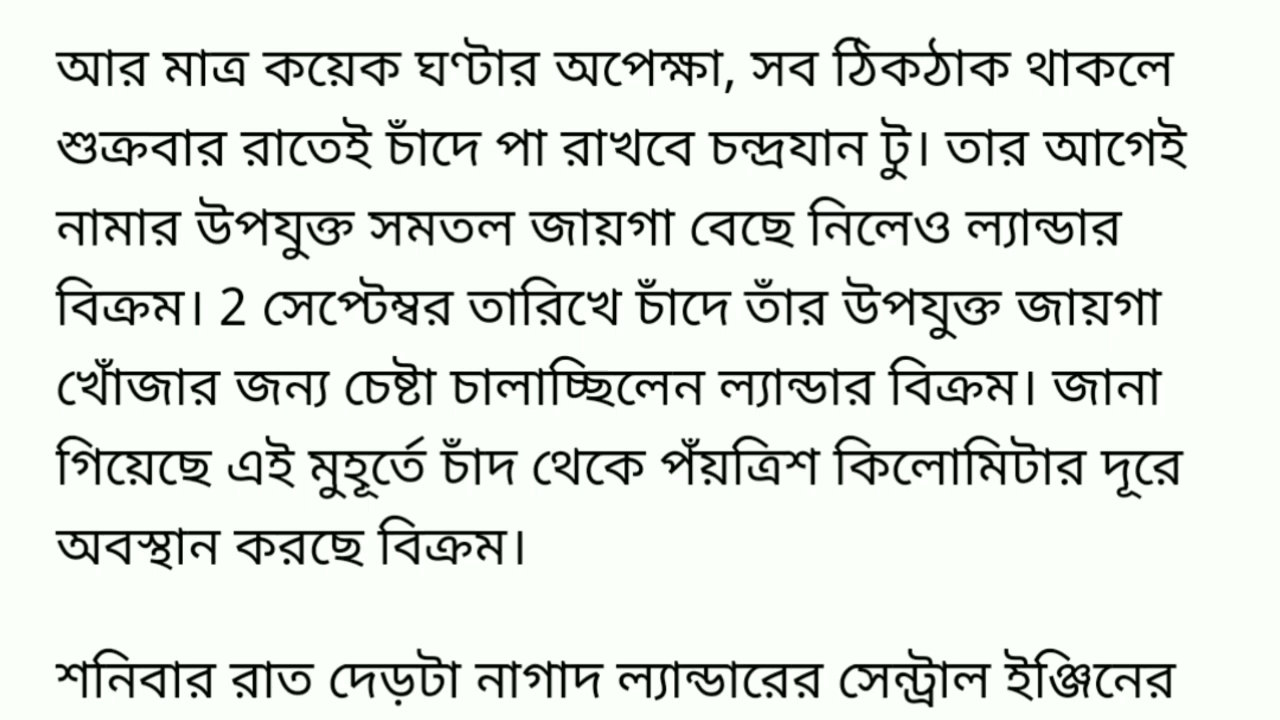 আর মাত্র কয়েক ঘণ্টার অপেক্ষা, সব ঠিকঠাক থাকলে
শুক্রবার রাতেই চাঁদে পা রাখবে চন্দ্রযান টু। তার আগেই
নামার উপযুক্ত সমতল জায়গা বেছে নিলেও ল্যান্ডার
বিক্রম। 2 সেপ্টেম্বর তারিখে চাঁদে তাঁর উপযুক্ত জায়গা
খোঁজার জন্য চেষ্টা চালাচ্ছিলেন ল্যান্ডার বিক্রম। জানা
গিয়েছে এই মুহূর্তে চাঁদ থেকে পঁয়ত্রিশ কিলোমিটার দূরে
অবস্থান করছে বিক্রম।
শনিবার রাত দেড়টা নাগাদ ল্যান্ডারের সেন্ট্রাল ইঞ্জিনের